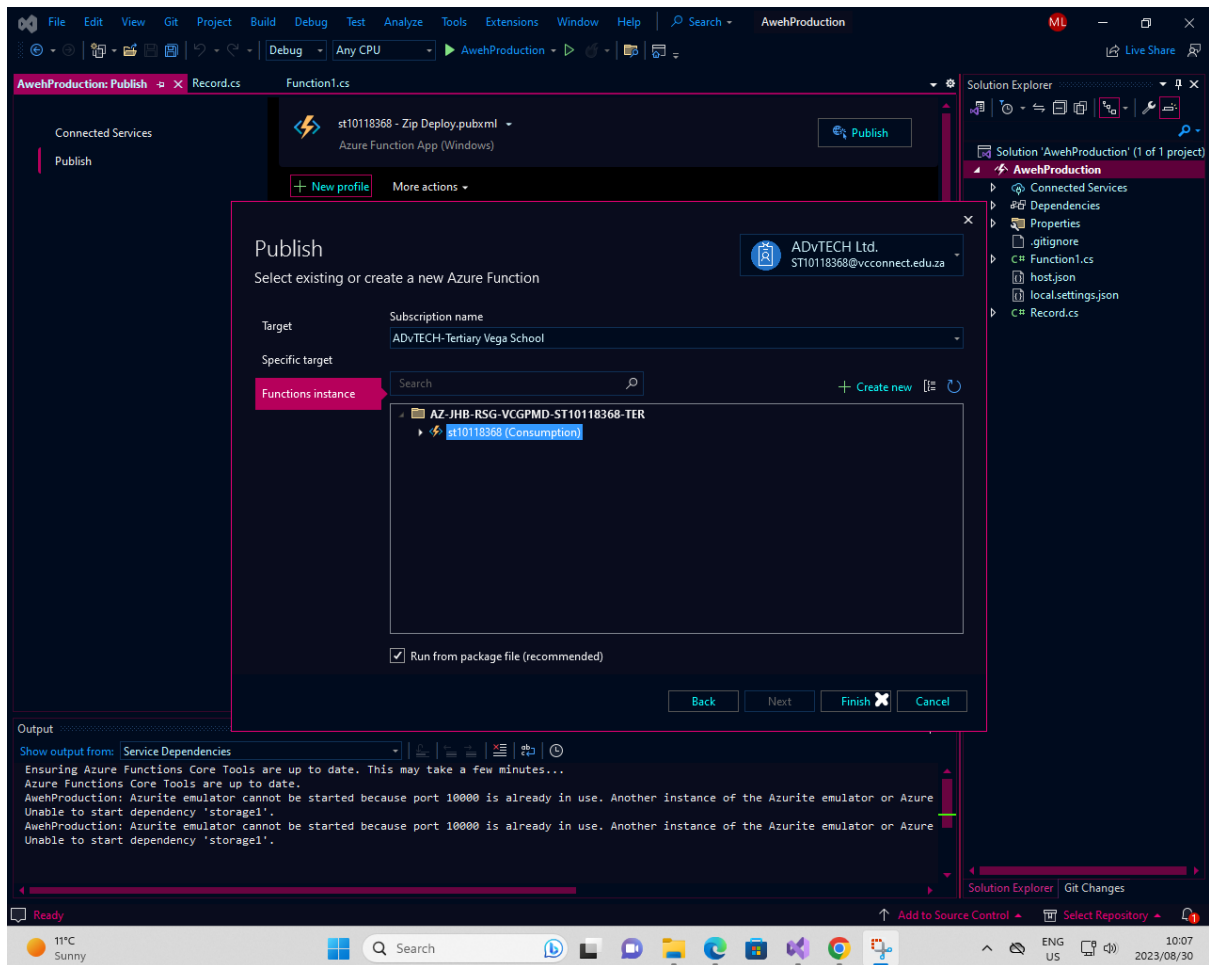 File Edit View Git Project Build Debug Test Analyze Tools Extensions Window Help Search AwehProduction ML
Debug Any CPU AwehProduction Live Share
AwehProduction: Publish Record.cs Function1.cs
Solution Explorer
Connected Services
Publish
st10118368 - Zip Deploy.pubxml
Azure Function App (Windows)
Publish
New profile More actions
Solution 'AwehProduction' (1 of 1 project)
AwehProduction
Connected Services
Dependencies
Properties
.gitignore
C# Function1.cs
host.json
local.settings.json
C# Record.cs
Publish
Select existing or create a new Azure Function
ADvTECH Ltd.
ST10118368@vcconnect.edu.za
Target
Specific target
Functions instance
Subscription name
ADvTECH-Tertiary Vega School
Search
Create new
AZ-JHB-RSG-VCGPMD-ST10118368-TER
st10118368 (Consumption)
Run from package file (recommended)
Back Next Finish Cancel
Output
Show output from: Service Dependencies
Ensuring Azure Functions Core Tools are up to date. This may take a few minutes...
Azure Functions Core Tools are up to date.
AwehProduction: Azurite emulator cannot be started because port 10000 is already in use. Another instance of the Azurite emulator or Azure
Unable to start dependency 'storage1'.
AwehProduction: Azurite emulator cannot be started because port 10000 is already in use. Another instance of the Azurite emulator or Azure
Unable to start dependency 'storage1'.
Solution Explorer Git Changes
Ready Add to Source Control Select Repository 1
11°C
Sunny
Search
ENG
US
10:07
2023/08/30